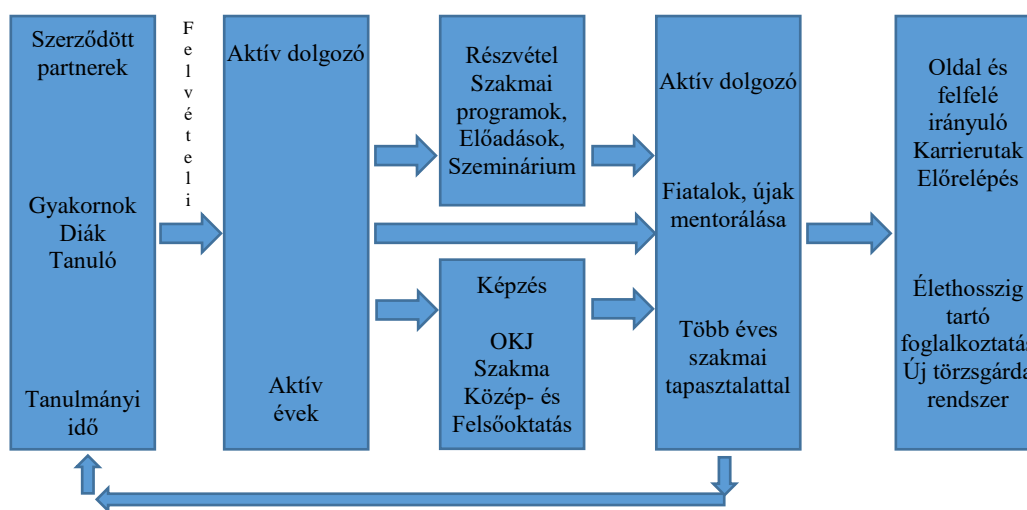 Szerződött
partnerek
Gyakornok
Diák
Tanuló
Tanulmányi
idő
Felvételi
Aktív dolgozó
Aktív
évek
Részvétel
Szakmai
programok,
Előadások,
Szeminárium
Képzés
OKJ
Szakma
Közép- és
Felsőoktatás
Aktív dolgozó
Fiatalok, újak
mentorálása
Több éves
szakmai
tapasztalattal
Oldal és
felfelé
irányuló
Karrierutak
Előrelépés
Élethosszig
tartó
foglalkoztatás
Új törzsgárda
rendszer